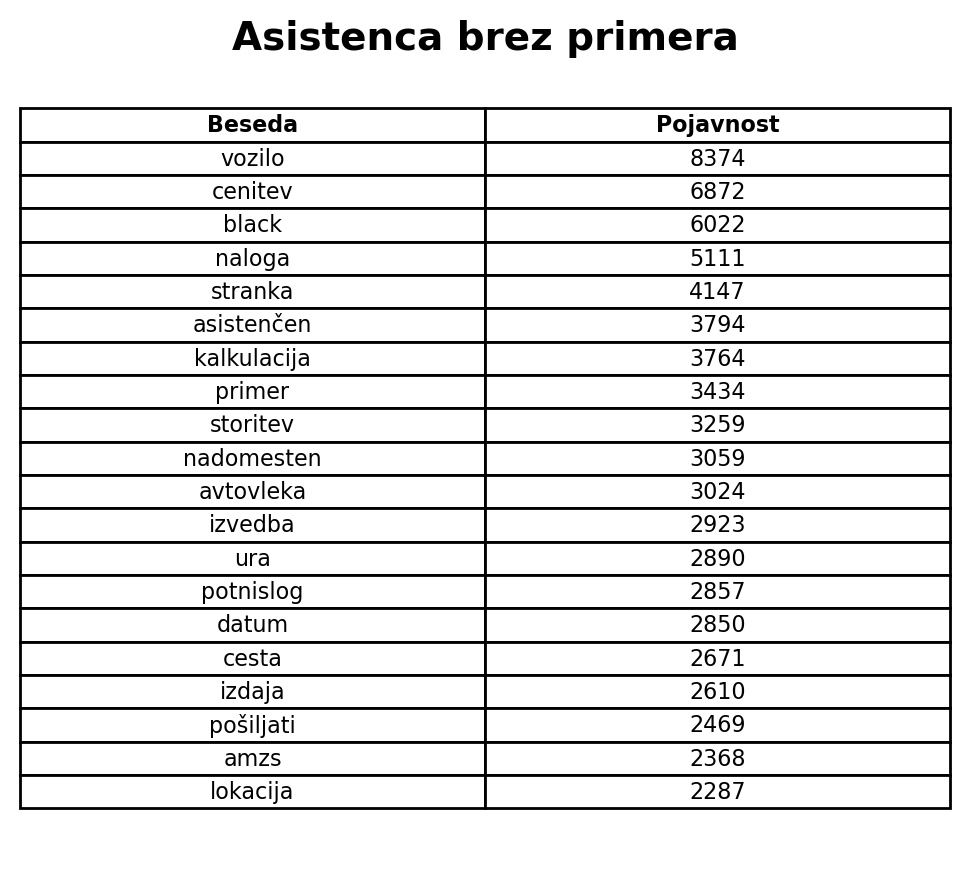 Asistenca brez primera
Beseda Pojavnost
vozilo 8374
cenitev 6872
black 6022
naloga 5111
stranka 4147
asistenčen 3794
kalkulacija 3764
primer 3434
storitev 3259
nadomesten 3059
avtovleka 3024
izvedba 2923
ura 2890
potnislog 2857
datum 2850
cesta 2671
izdaja 2610
pošiljati 2469
amzs 2368
lokacija 2287